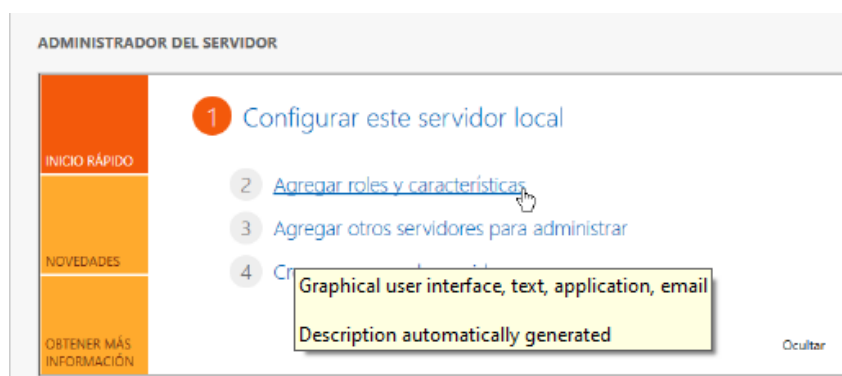 ADMINISTRADOR DEL SERVIDOR
1 Configurar este servidor local
INICIO RÁPIDO
2 Agregar roles y características
3 Agregar otros servidores para administrar
NOVEDADES
4
Graphical user interface, text, application, email
Description automatically generated
OBTENER MÁS
INFORMACIÓN
Ocultar